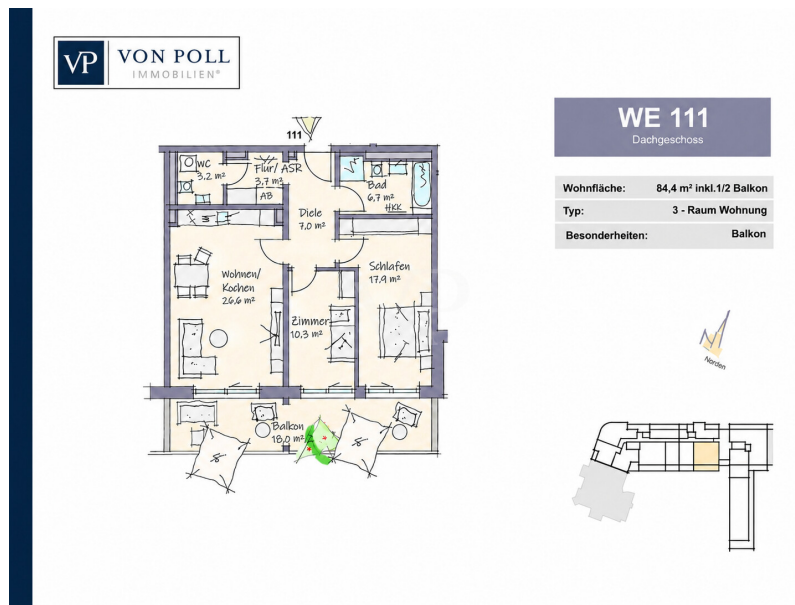 VP VON POLL
IMMOBILIEN®
WE 111
Dachgeschoss
Wohnfläche: 84,4 m² inkl.1/2 Balkon
Typ: 3 - Raum Wohnung
Besonderheiten: Balkon
111
WC
3.2 m²
Flur/ ASR
3.7 m²
AB
Bad
6.7 m²
HKK
Diele
7.0 m²
Wohnen/
Kochen
26.6 m²
Schlafen
17.9 m²
Zimmer
10.3 m²
Balkon
18.0 m²
Norden